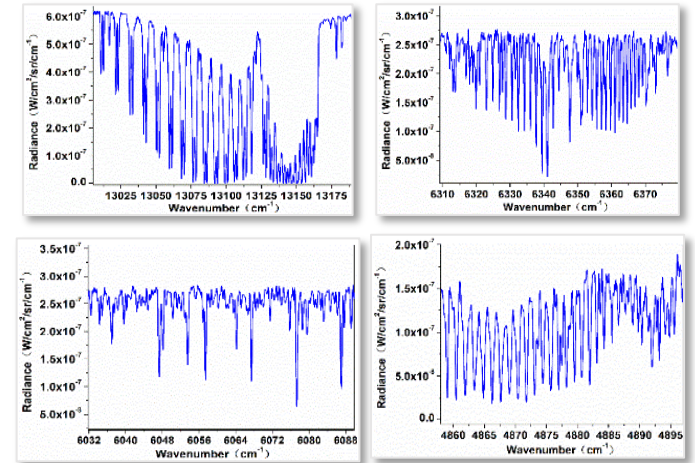 6.0x10⁻⁷
5.0x10⁻⁷
4.0x10⁻⁷
3.0x10⁻⁷
2.0x10⁻⁷
1.0x10⁻⁷
0.0
Radiance (W/cm²/sr/cm⁻¹)
13025 13050 13075 13100 13125 13150 13175
Wavenumber (cm⁻¹)
3.0x10⁻⁷
2.5x10⁻⁷
2.0x10⁻⁷
1.5x10⁻⁷
1.0x10⁻⁷
5.0x10⁻⁸
Radiance (W/cm²/sr/cm⁻¹)
6310 6320 6330 6340 6350 6360 6370
Wavenumber (cm⁻¹)
3.5x10⁻⁷
3.0x10⁻⁷
2.5x10⁻⁷
2.0x10⁻⁷
1.5x10⁻⁷
1.0x10⁻⁷
5.0x10⁻⁸
Radiance (W/cm²/sr/cm⁻¹)
6032 6040 6048 6056 6064 6072 6080 6088
Wavenumber (cm⁻¹)
2.0x10⁻⁷
1.5x10⁻⁷
1.0x10⁻⁷
5.0x10⁻⁸
0.0
Radiance (W/cm²/sr/cm⁻¹)
4860 4865 4870 4875 4880 4885 4890 4895
Wavenumber (cm⁻¹)